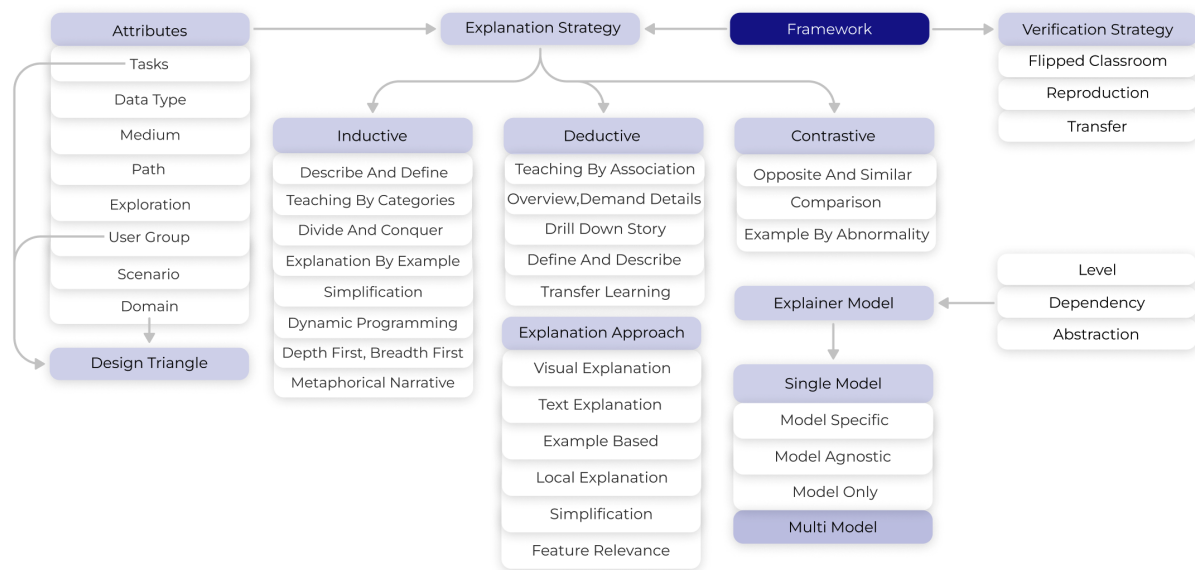 Attributes
Explanation Strategy
Framework
Verification Strategy
Tasks
Data Type
Medium
Path
Exploration
User Group
Scenario
Domain
Design Triangle
Inductive
Describe And Define
Teaching By Categories
Divide And Conquer
Explanation By Example
Simplification
Dynamic Programming
Depth First, Breadth First
Metaphorical Narrative
Deductive
Teaching By Association
Overview,Demand Details
Drill Down Story
Define And Describe
Transfer Learning
Explanation Approach
Visual Explanation
Text Explanation
Example Based
Local Explanation
Simplification
Feature Relevance
Contrastive
Opposite And Similar
Comparison
Example By Abnormality
Explainer Model
Single Model
Model Specific
Model Agnostic
Model Only
Multi Model
Flipped Classroom
Reproduction
Transfer
Level
Dependency
Abstraction